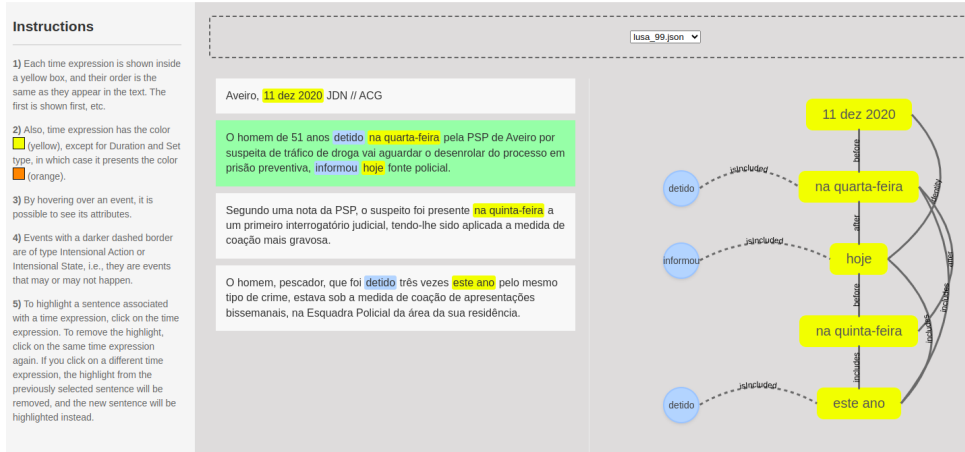 Instructions
1) Each time expression is shown inside
a yellow box, and their order is the
same as they appear in the text. The
first is shown first, etc.
2) Also, time expression has the color
(yellow), except for Duration and Set
type, in which case it presents the color
(orange).
3) By hovering over an event, it is
possible to see its attributes.
4) Events with a darker dashed border
are of type Intensional Action or
Intensional State, i.e., they are events
that may or may not happen.
5) To highlight a sentence associated
with a time expression, click on the time
expression. To remove the highlight,
click on the same time expression
again. If you click on a different time
expression, the highlight from the
previously selected sentence will be
removed, and the new sentence will be
highlighted instead.
lusa_99.json
Aveiro, 11 dez 2020 JDN // ACG
O homem de 51 anos detido na quarta-feira pela PSP de Aveiro por
suspeita de tráfico de droga vai aguardar o desenrolar do processo em
prisão preventiva, informou hoje fonte policial.
Segundo uma nota da PSP, o suspeito foi presente na quinta-feira a
um primeiro interrogatório judicial, tendo-lhe sido aplicada a medida de
coação mais gravosa.
O homem, pescador, que foi detido três vezes este ano pelo mesmo
tipo de crime, estava sob a medida de coação de apresentações
bissemanais, na Esquadra Policial da área da sua residência.
11 dez 2020
before
identity
detido
isIncluded
na quarta-feira
after
after
informou
isIncluded
hoje
before
includes
includes
na quinta-feira
includes
detido
isIncluded
este ano